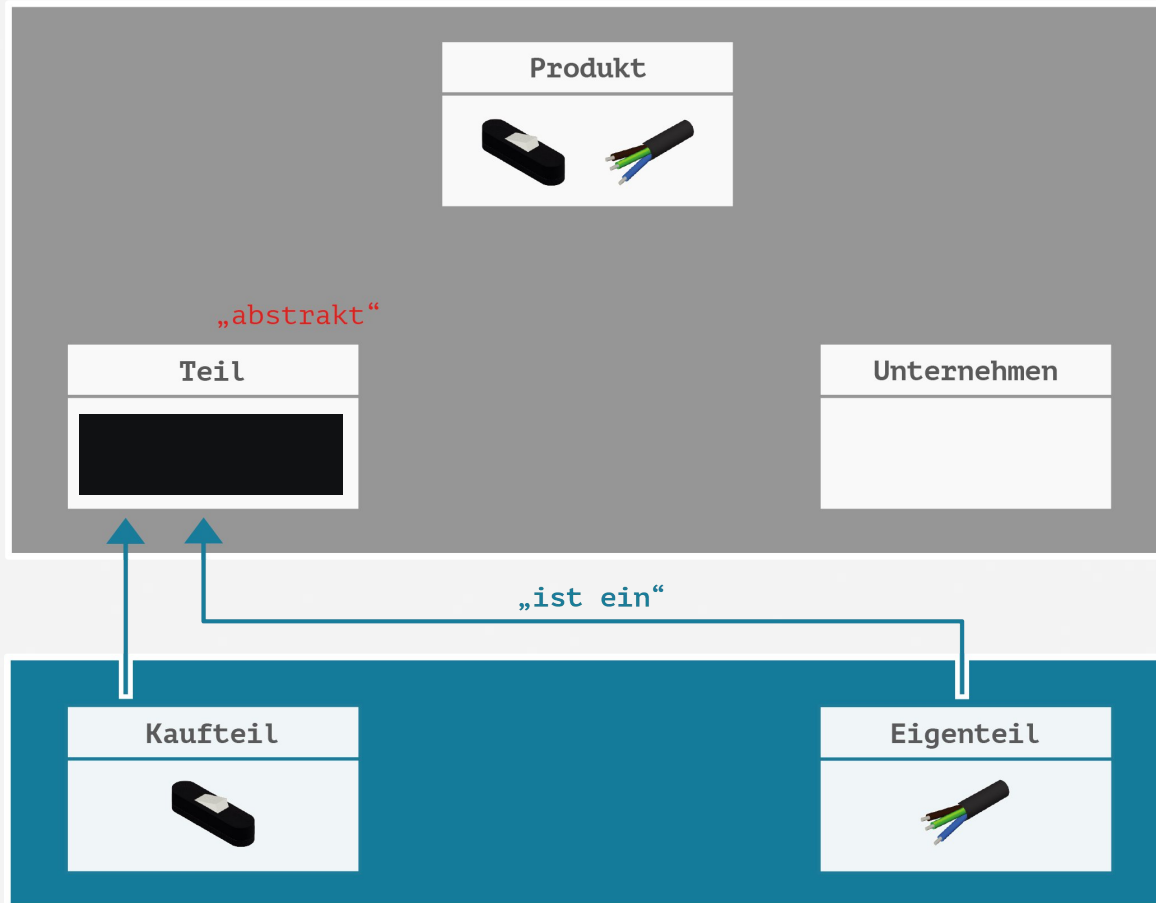 Produkt
„abstrakt“
Teil
Unternehmen
„ist ein“
Kaufteil
Eigenteil